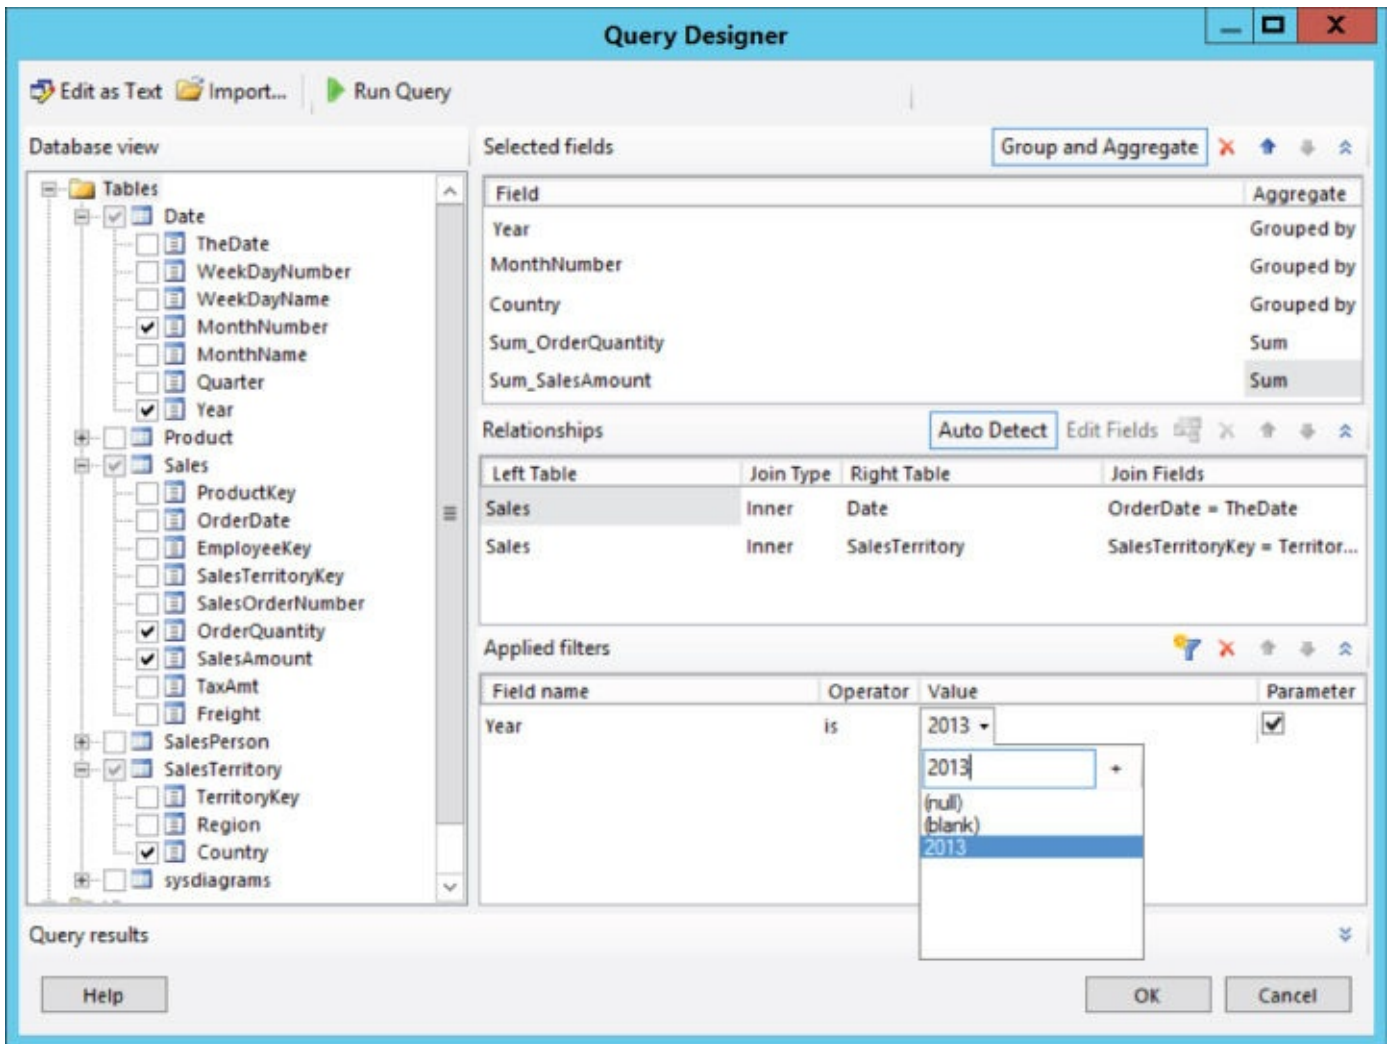 Query Designer
Edit as Text Import... Run Query
Database view
Tables
Date
TheDate
WeekDayNumber
WeekDayName
MonthNumber
MonthName
Quarter
Year
Product
Sales
ProductKey
OrderDate
EmployeeKey
SalesTerritoryKey
SalesOrderNumber
OrderQuantity
SalesAmount
TaxAmt
Freight
SalesPerson
SalesTerritory
TerritoryKey
Region
Country
sysdiagrams
Selected fields Group and Aggregate
Field Aggregate
Year Grouped by
MonthNumber Grouped by
Country Grouped by
Sum_OrderQuantity Sum
Sum_SalesAmount Sum
Relationships Auto Detect Edit Fields
Left Table Join Type Right Table Join Fields
Sales Inner Date OrderDate = TheDate
Sales Inner SalesTerritory SalesTerritoryKey = Territor...
Applied filters
Field name Operator Value Parameter
Year is 2013
2013
(null)
(blank)
2013
Query results
Help OK Cancel